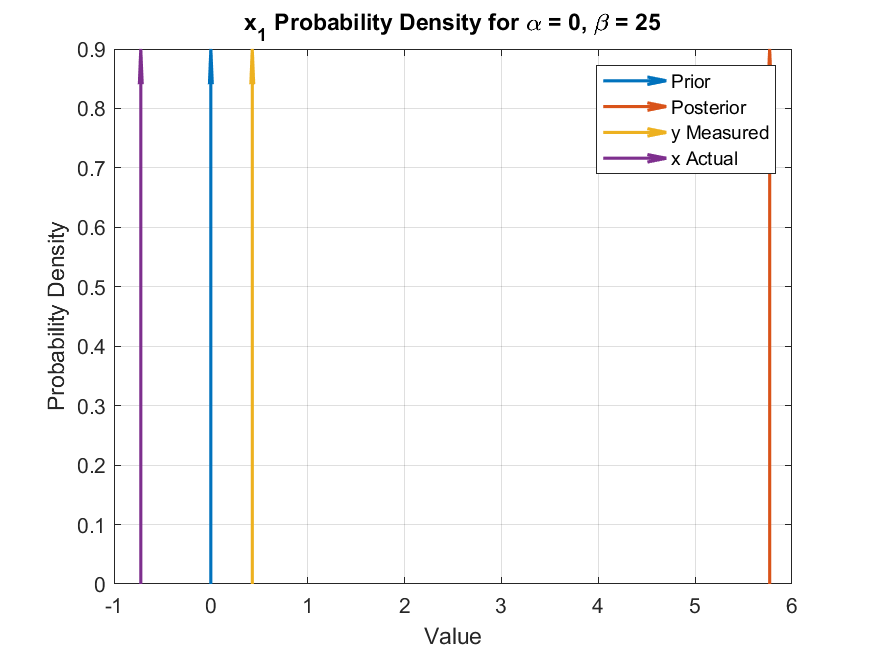 x1 Probability Density for α = 0, β = 25
Probability Density
0.9
0.8
0.7
0.6
0.5
0.4
0.3
0.2
0.1
0
Prior
Posterior
y Measured
x Actual
-1 0 1 2 3 4 5 6
Value